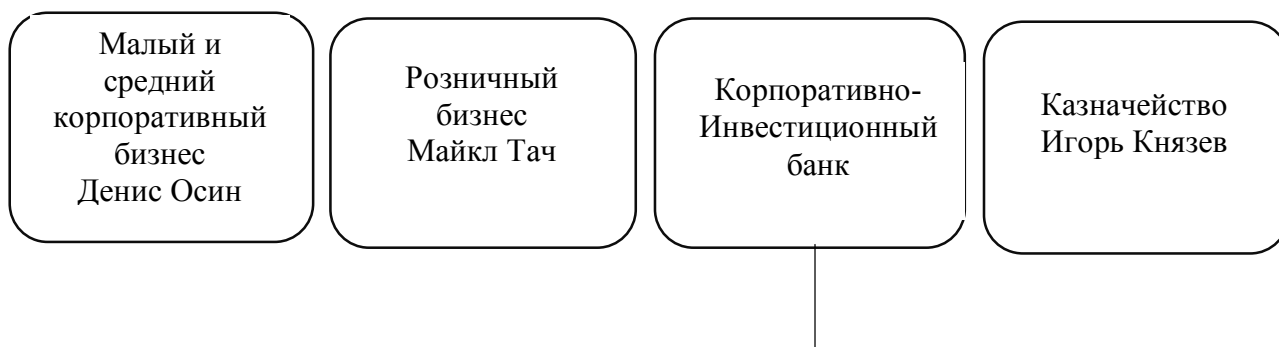 Малый и
средний
корпоративный
бизнес
Денис Осин
Розничный
бизнес
Майкл Тач
Корпоративно-
Инвестиционный
банк
Казначейство
Игорь Князев